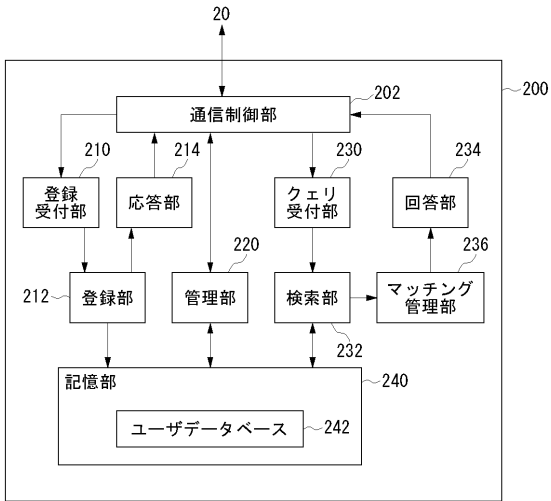 20
200
通信制御部
202
210
214
230
234
登録
受付部
応答部
クエリ
受付部
回答部
220
236
212
登録部
管理部
検索部
マッチング
管理部
232
記憶部
240
ユーザデータベース
242